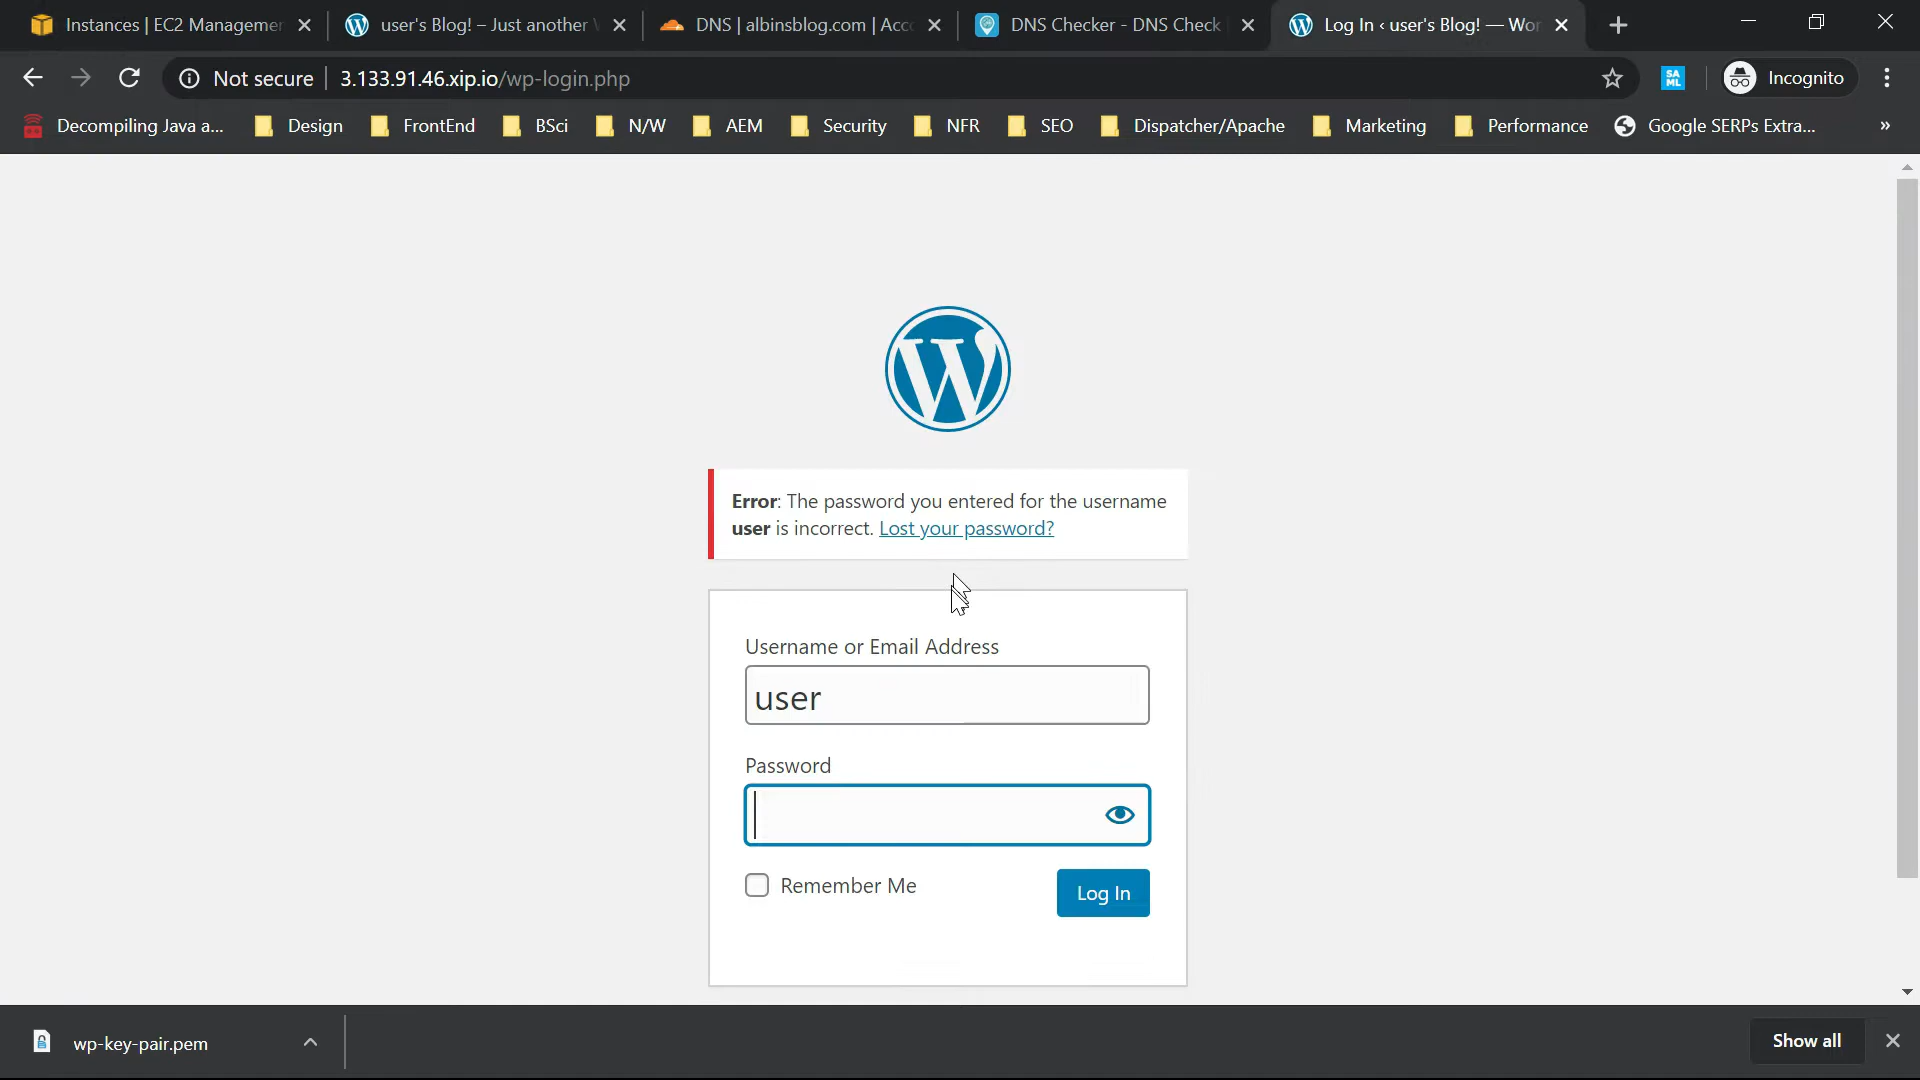 Instances | EC2 Managemer
user's Blog! – Just another
DNS | albinsblog.com | Acc
DNS Checker - DNS Check
Log In ‹ user's Blog! — Wor
Not secure
3.133.91.46.xip.io/wp-login.php
SA
ML
Incognito
Decompiling Java a...
Design
FrontEnd
BSci
N/W
AEM
Security
NFR
SEO
Dispatcher/Apache
Marketing
Performance
Google SERPs Extra...
»
Error: The password you entered for the username
user is incorrect. Lost your password?
Username or Email Address
user
Password
Remember Me
Log In
wp-key-pair.pem
Show all